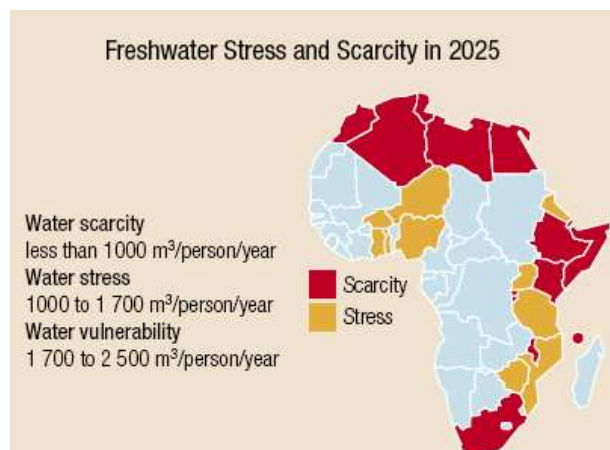 Freshwater Stress and Scarcity in 2025
Water scarcity
less than 1000 m³/person/year
Water stress
1000 to 1 700 m³/person/year
Water vulnerability
1 700 to 2 500 m³/person/year
Scarcity
Stress